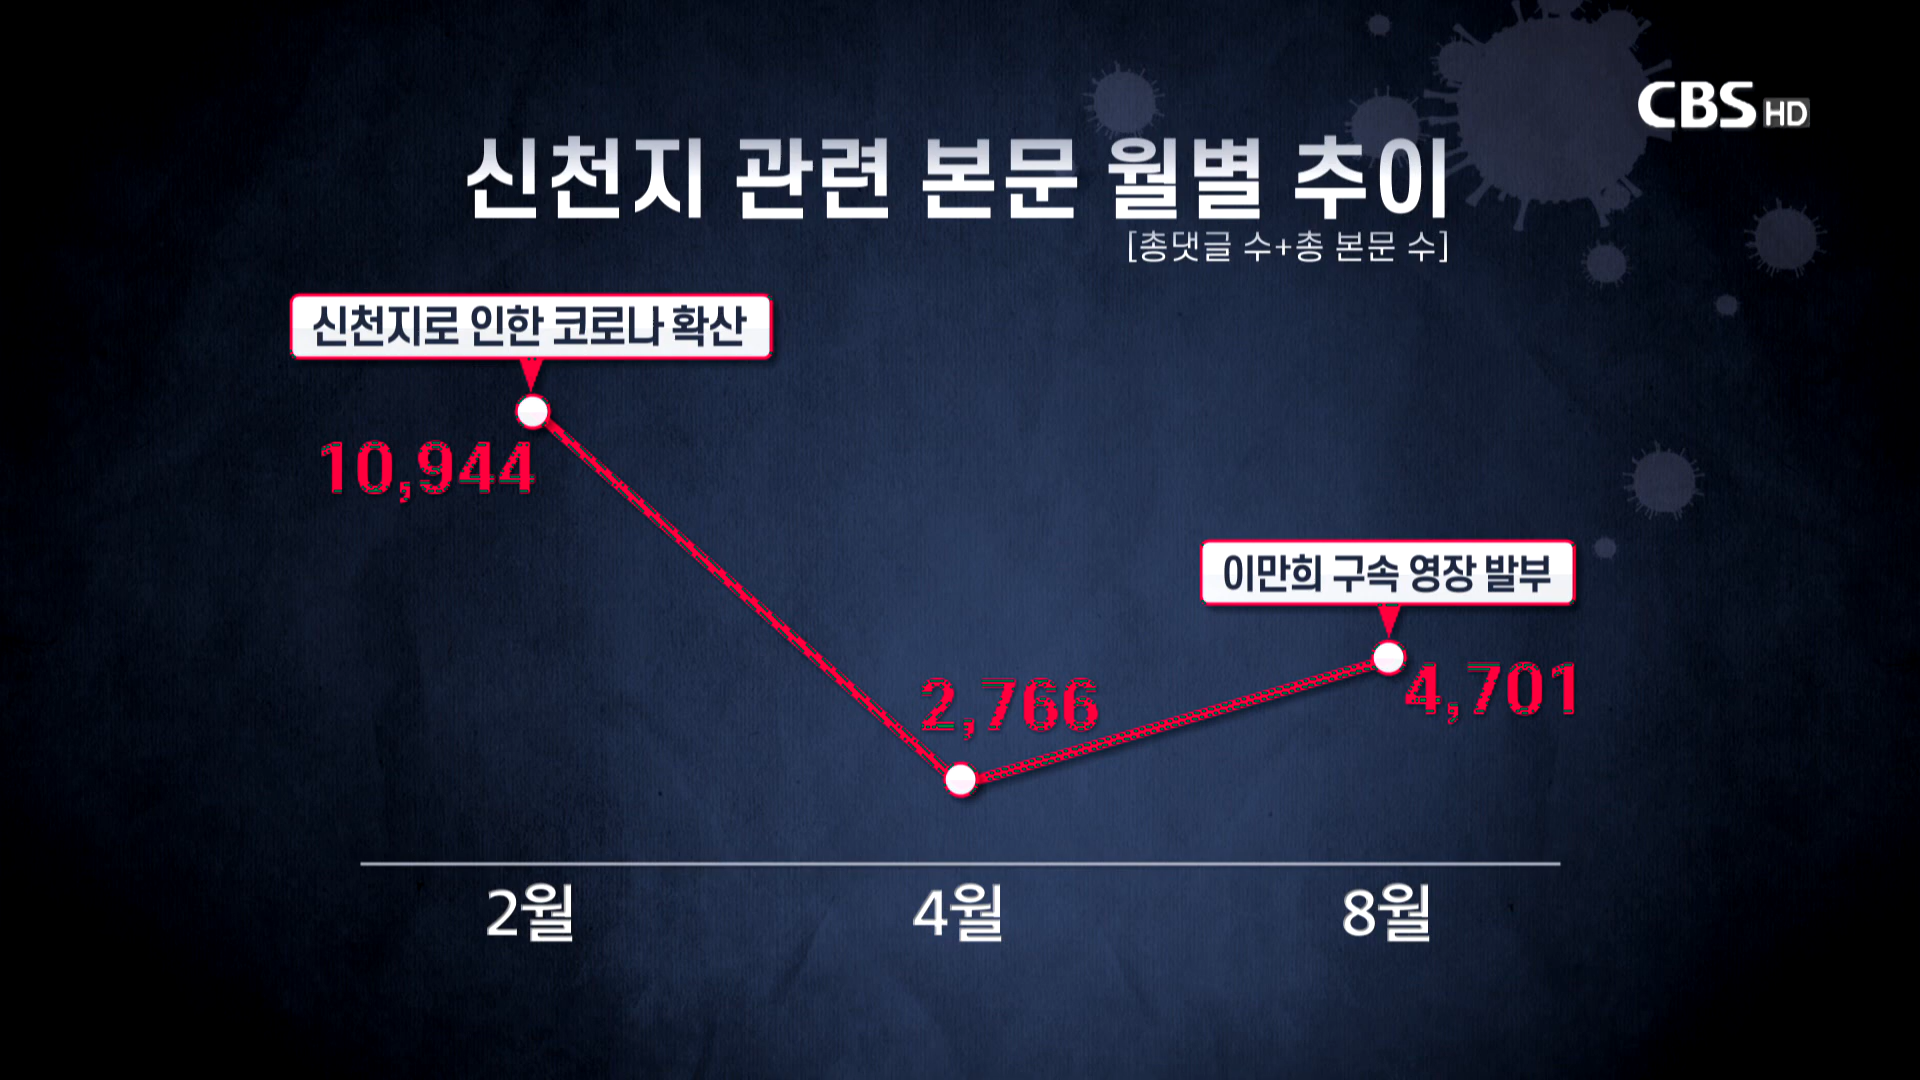 CBS HD
신천지 관련 본문 월별 추이
[총댓글 수+총 본문 수]
신천지로 인한 코로나 확산
10,944
이만희 구속 영장 발부
2,766
4,701
2월
4월
8월